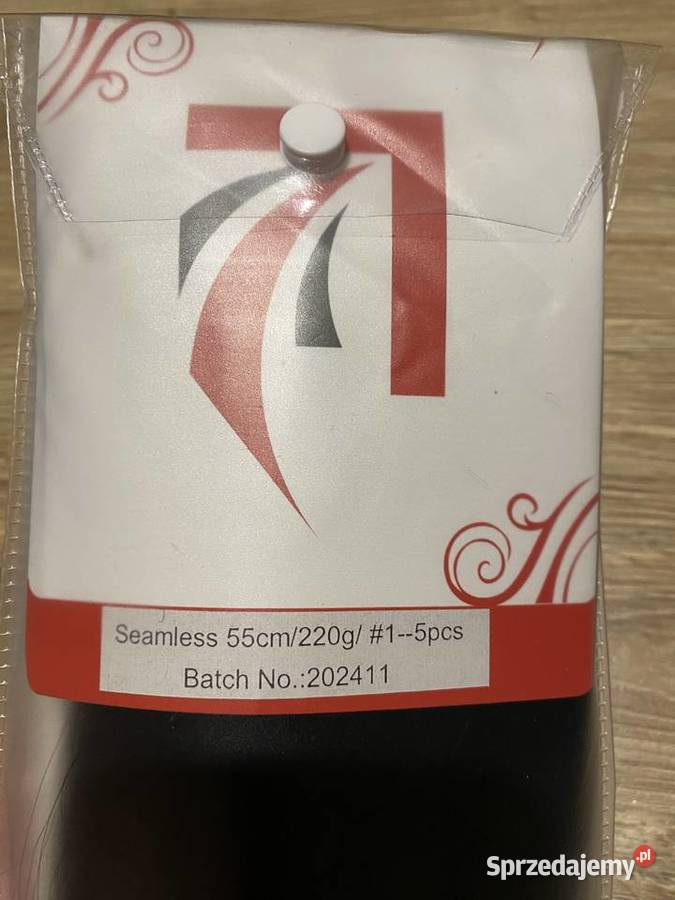 Seamless 55cm/220g/ #1--5pcs
Batch No.:202411
Sprzedajemy.pl